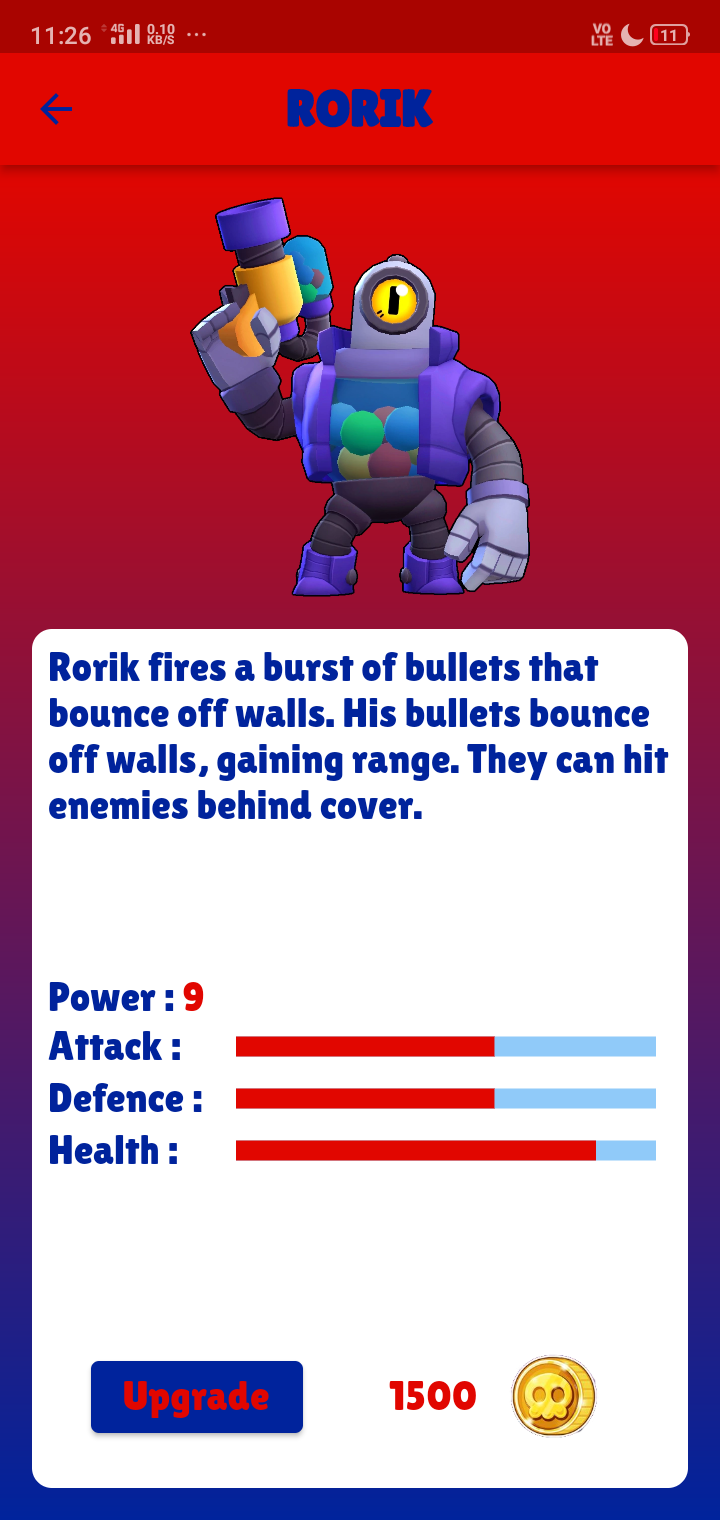 11:26 4G 0.10 KB/S ... VO LTE 11
RORIK
Rorik fires a burst of bullets that
bounce off walls. His bullets bounce
off walls, gaining range. They can hit
enemies behind cover.
Power : 9
Attack :
Defence :
Health :
Upgrade 1500